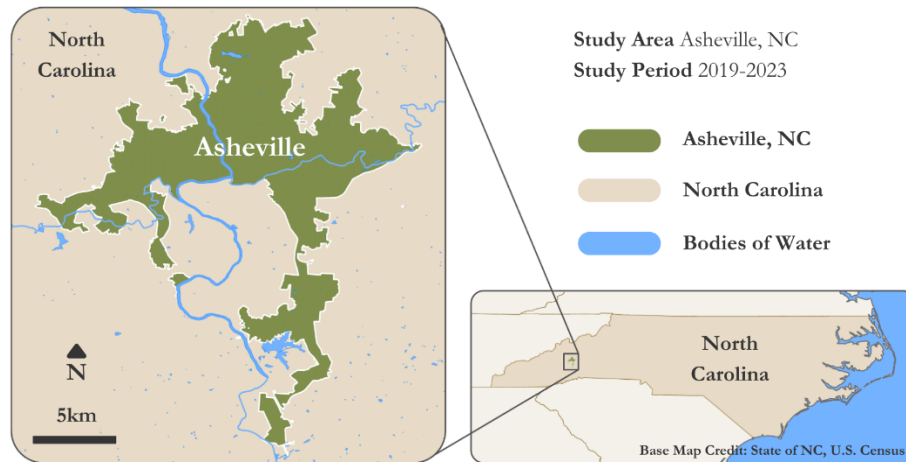 North
Carolina
Asheville
N
5km
Study Area Asheville, NC
Study Period 2019-2023
Asheville, NC
North Carolina
Bodies of Water
North
Carolina
Base Map Credit: State of NC, U.S. Census